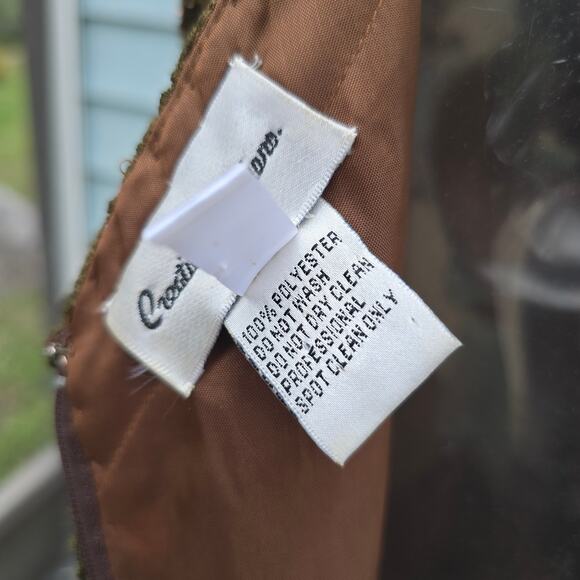 100% POLYESTER
DO NOT WASH
DO NOT DRY CLEAN
PROFESSIONAL
SPOT CLEAN ONLY